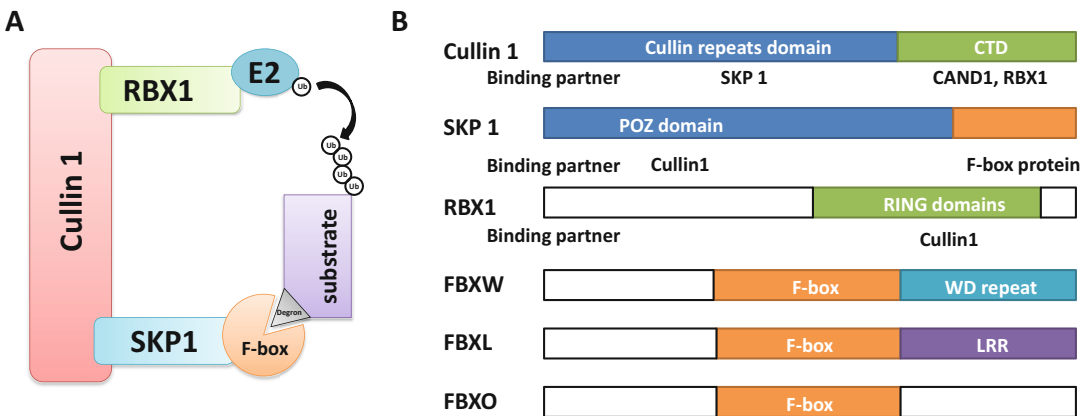 A
Cullin 1
RBX1
E2
Ub
Ub
Ub
Ub
Ub
substrate
Degron
F-box
SKP1
B
Cullin 1
Cullin repeats domain
CTD
Binding partner
SKP 1
CAND1, RBX1
SKP 1
POZ domain
Binding partner
Cullin1
F-box protein
RBX1
RING domains
Binding partner
Cullin1
FBXW
F-box
WD repeat
FBXL
F-box
LRR
FBXO
F-box